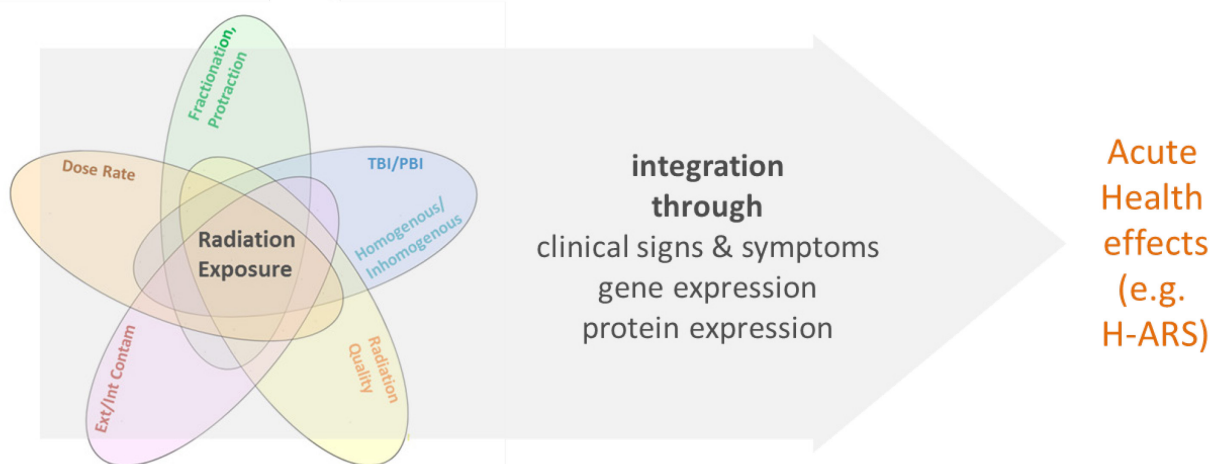 Fractionation,
Protraction
Dose Rate
TBI/PBI
Homogenous/
Inhomogenous
Radiation
Exposure
Ext/Int Contam
Radiation
Quality
integration
through
clinical signs & symptoms
gene expression
protein expression
Acute
Health
effects
(e.g.
H-ARS)